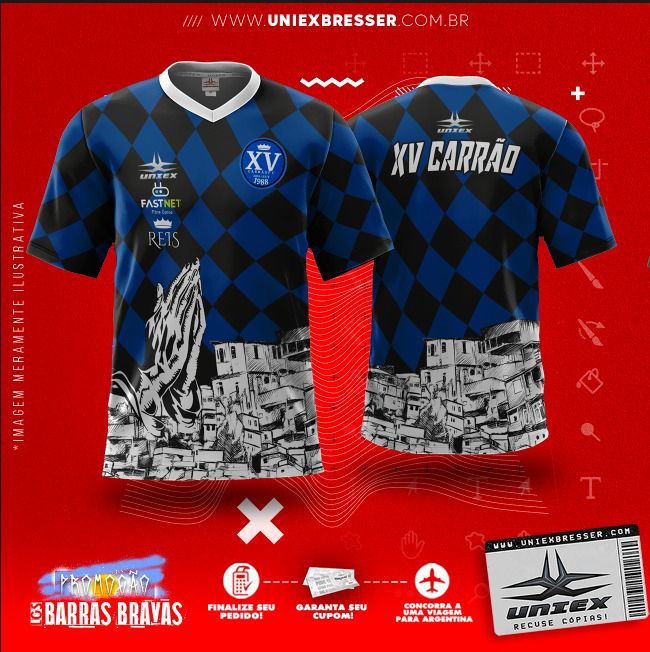 //// WWW.UNIEXBRESSER.COM.BR
*IMAGEM MERAMENTE ILUSTRATIVA
UNIEX
FASTNET
Fibra Óptica
REIS
XV
1988
UNIEX
XV CARRÃO
PROMOÇÃO
LOS
BARRAS BRAVAS
FINALIZE SEU
PEDIDO!
GARANTA SEU
CUPOM!
CONCORRA A
UMA VIAGEM
PARA ARGENTINA
WWW.UNIEXBRESSER.COM
UNIEX
RECUSE CÓPIAS!
T